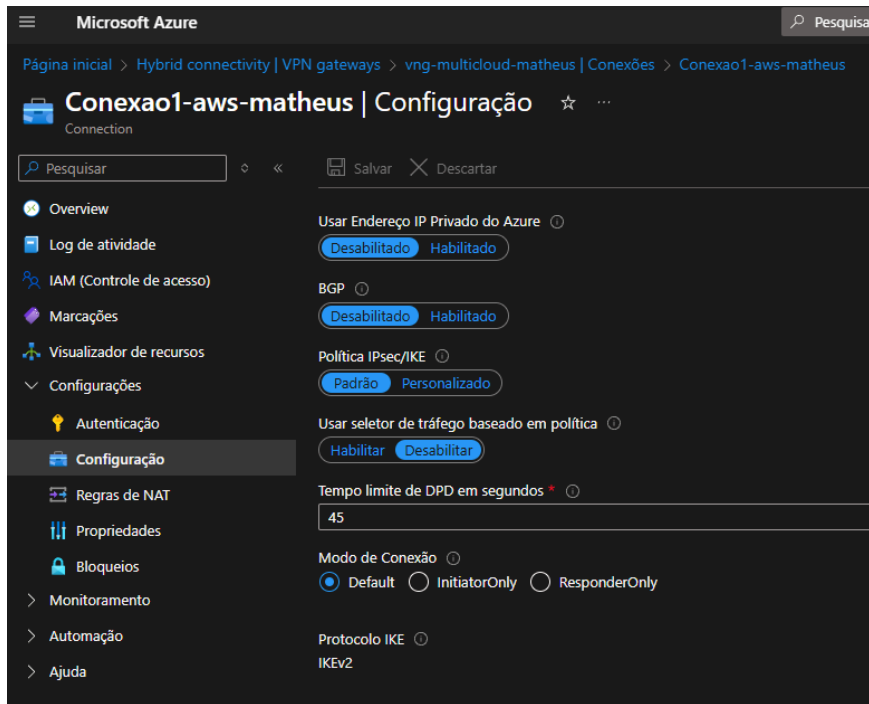 Microsoft Azure
Pesquisa
Página inicial > Hybrid connectivity | VPN gateways > vng-multicloud-matheus | Conexões > Conexao1-aws-matheus
Conexao1-aws-matheus | Configuração
Connection
Pesquisar
Salvar
Descartar
Overview
Log de atividade
IAM (Controle de acesso)
Marcações
Visualizador de recursos
Configurações
Autenticação
Configuração
Regras de NAT
Propriedades
Bloqueios
Monitoramento
Automação
Ajuda
Usar Endereço IP Privado do Azure
Desabilitado Habilitado
BGP
Desabilitado Habilitado
Política IPsec/IKE
Padrão Personalizado
Usar seletor de tráfego baseado em política
Habilitar Desabilitar
Tempo limite de DPD em segundos *
45
Modo de Conexão
Default InitiatorOnly ResponderOnly
Protocolo IKE
IKEv2